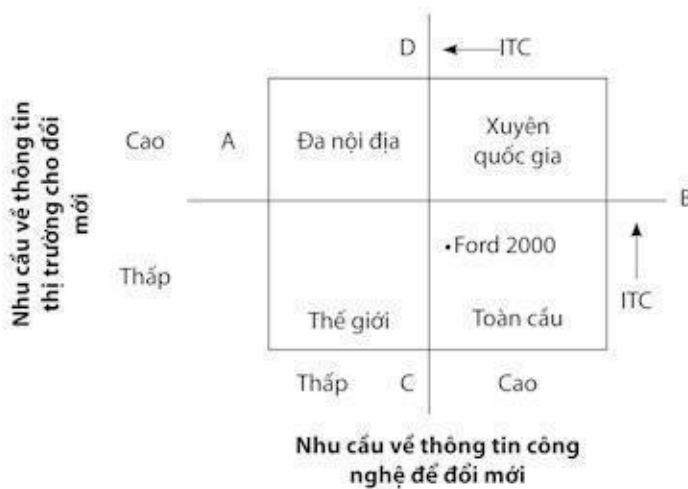 D
ITC
Cao
A
Đa nội địa
Xuyên
quốc gia
Nhu cầu về thông tin
thị trường cho đổi
mới
B
Thấp
•Ford 2000
ITC
Thế giới
Toàn cầu
Thấp
C
Cao
Nhu cầu về thông tin công
nghệ để đổi mới